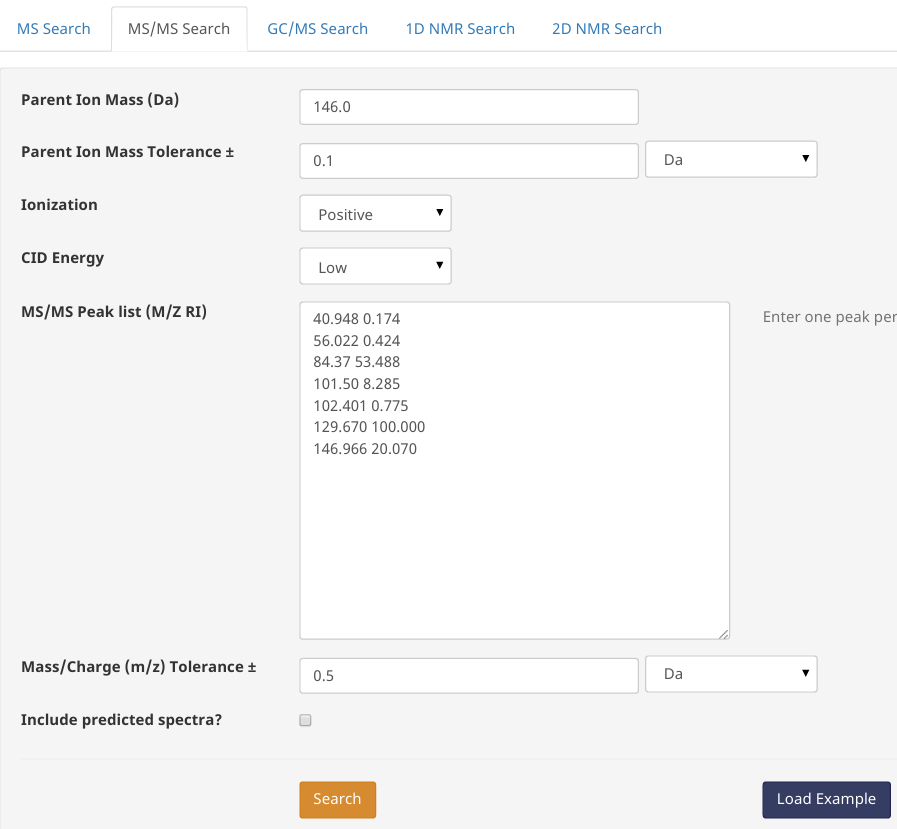 MS Search MS/MS Search GC/MS Search 1D NMR Search 2D NMR Search
Parent Ion Mass (Da) 146.0
Parent Ion Mass Tolerance ± 0.1 Da
Ionization Positive
CID Energy Low
MS/MS Peak list (M/Z RI) 40.948 0.174 Enter one peak per
56.022 0.424
84.37 53.488
101.50 8.285
102.401 0.775
129.670 100.000
146.966 20.070
Mass/Charge (m/z) Tolerance ± 0.5 Da
Include predicted spectra?
Search Load Example